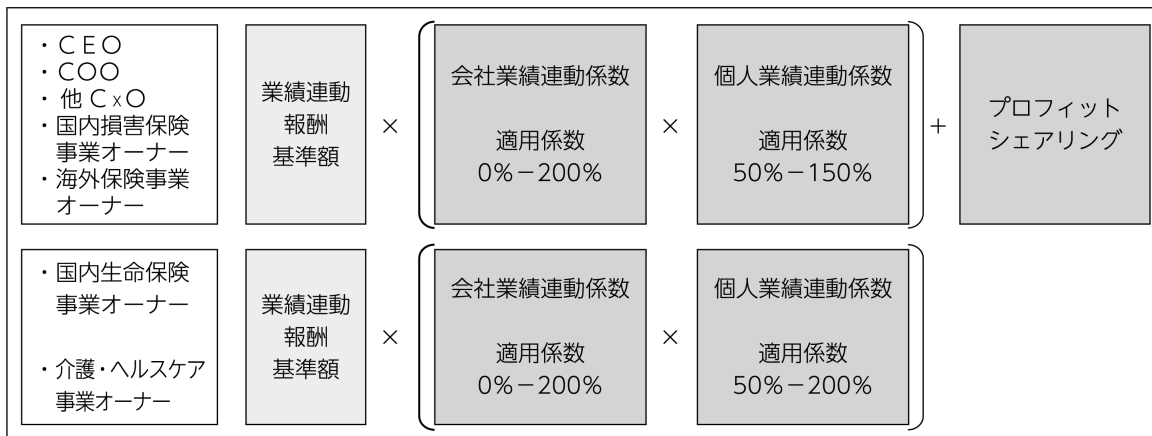 ・ＣＥＯ
・ＣＯＯ
・他ＣｘＯ
・国内損害保険
事業オーナー
・海外保険事業
オーナー
業績連動
報酬
基準額
×
会社業績連動係数
適用係数
0%－200%
×
個人業績連動係数
適用係数
50%－150%
+
プロフィット
シェアリング
・国内生命保険
事業オーナー
・介護・ヘルスケア
事業オーナー
業績連動
報酬
基準額
×
会社業績連動係数
適用係数
0%－200%
×
個人業績連動係数
適用係数
50%－200%